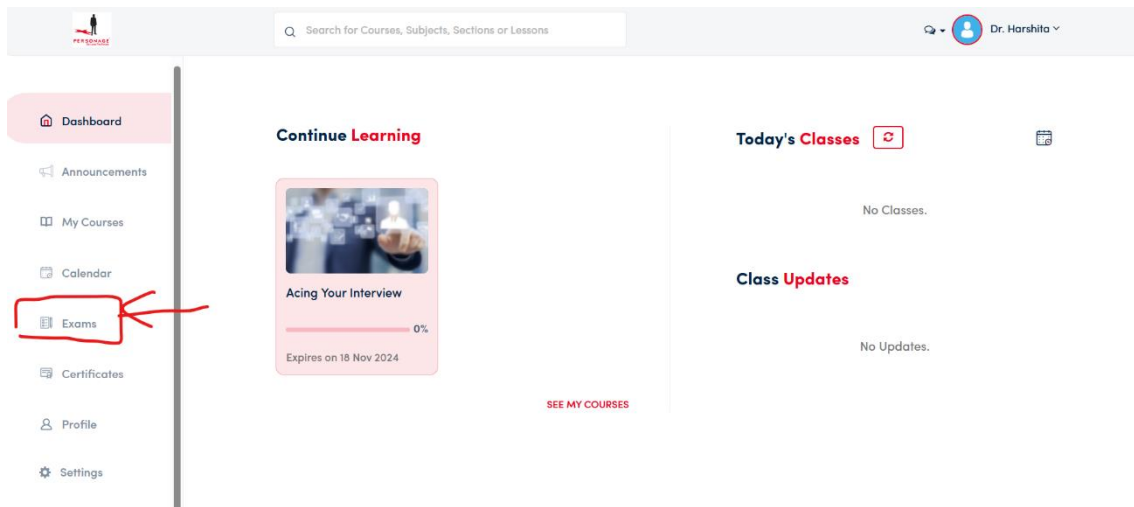 PERSONAGE
Search for Courses, Subjects, Sections or Lessons
Dr. Harshita
Dashboard
Announcements
My Courses
Calendar
Exams
Certificates
Profile
Settings
Continue Learning
Acing Your Interview
0%
Expires on 18 Nov 2024
SEE MY COURSES
Today's Classes
No Classes.
Class Updates
No Updates.